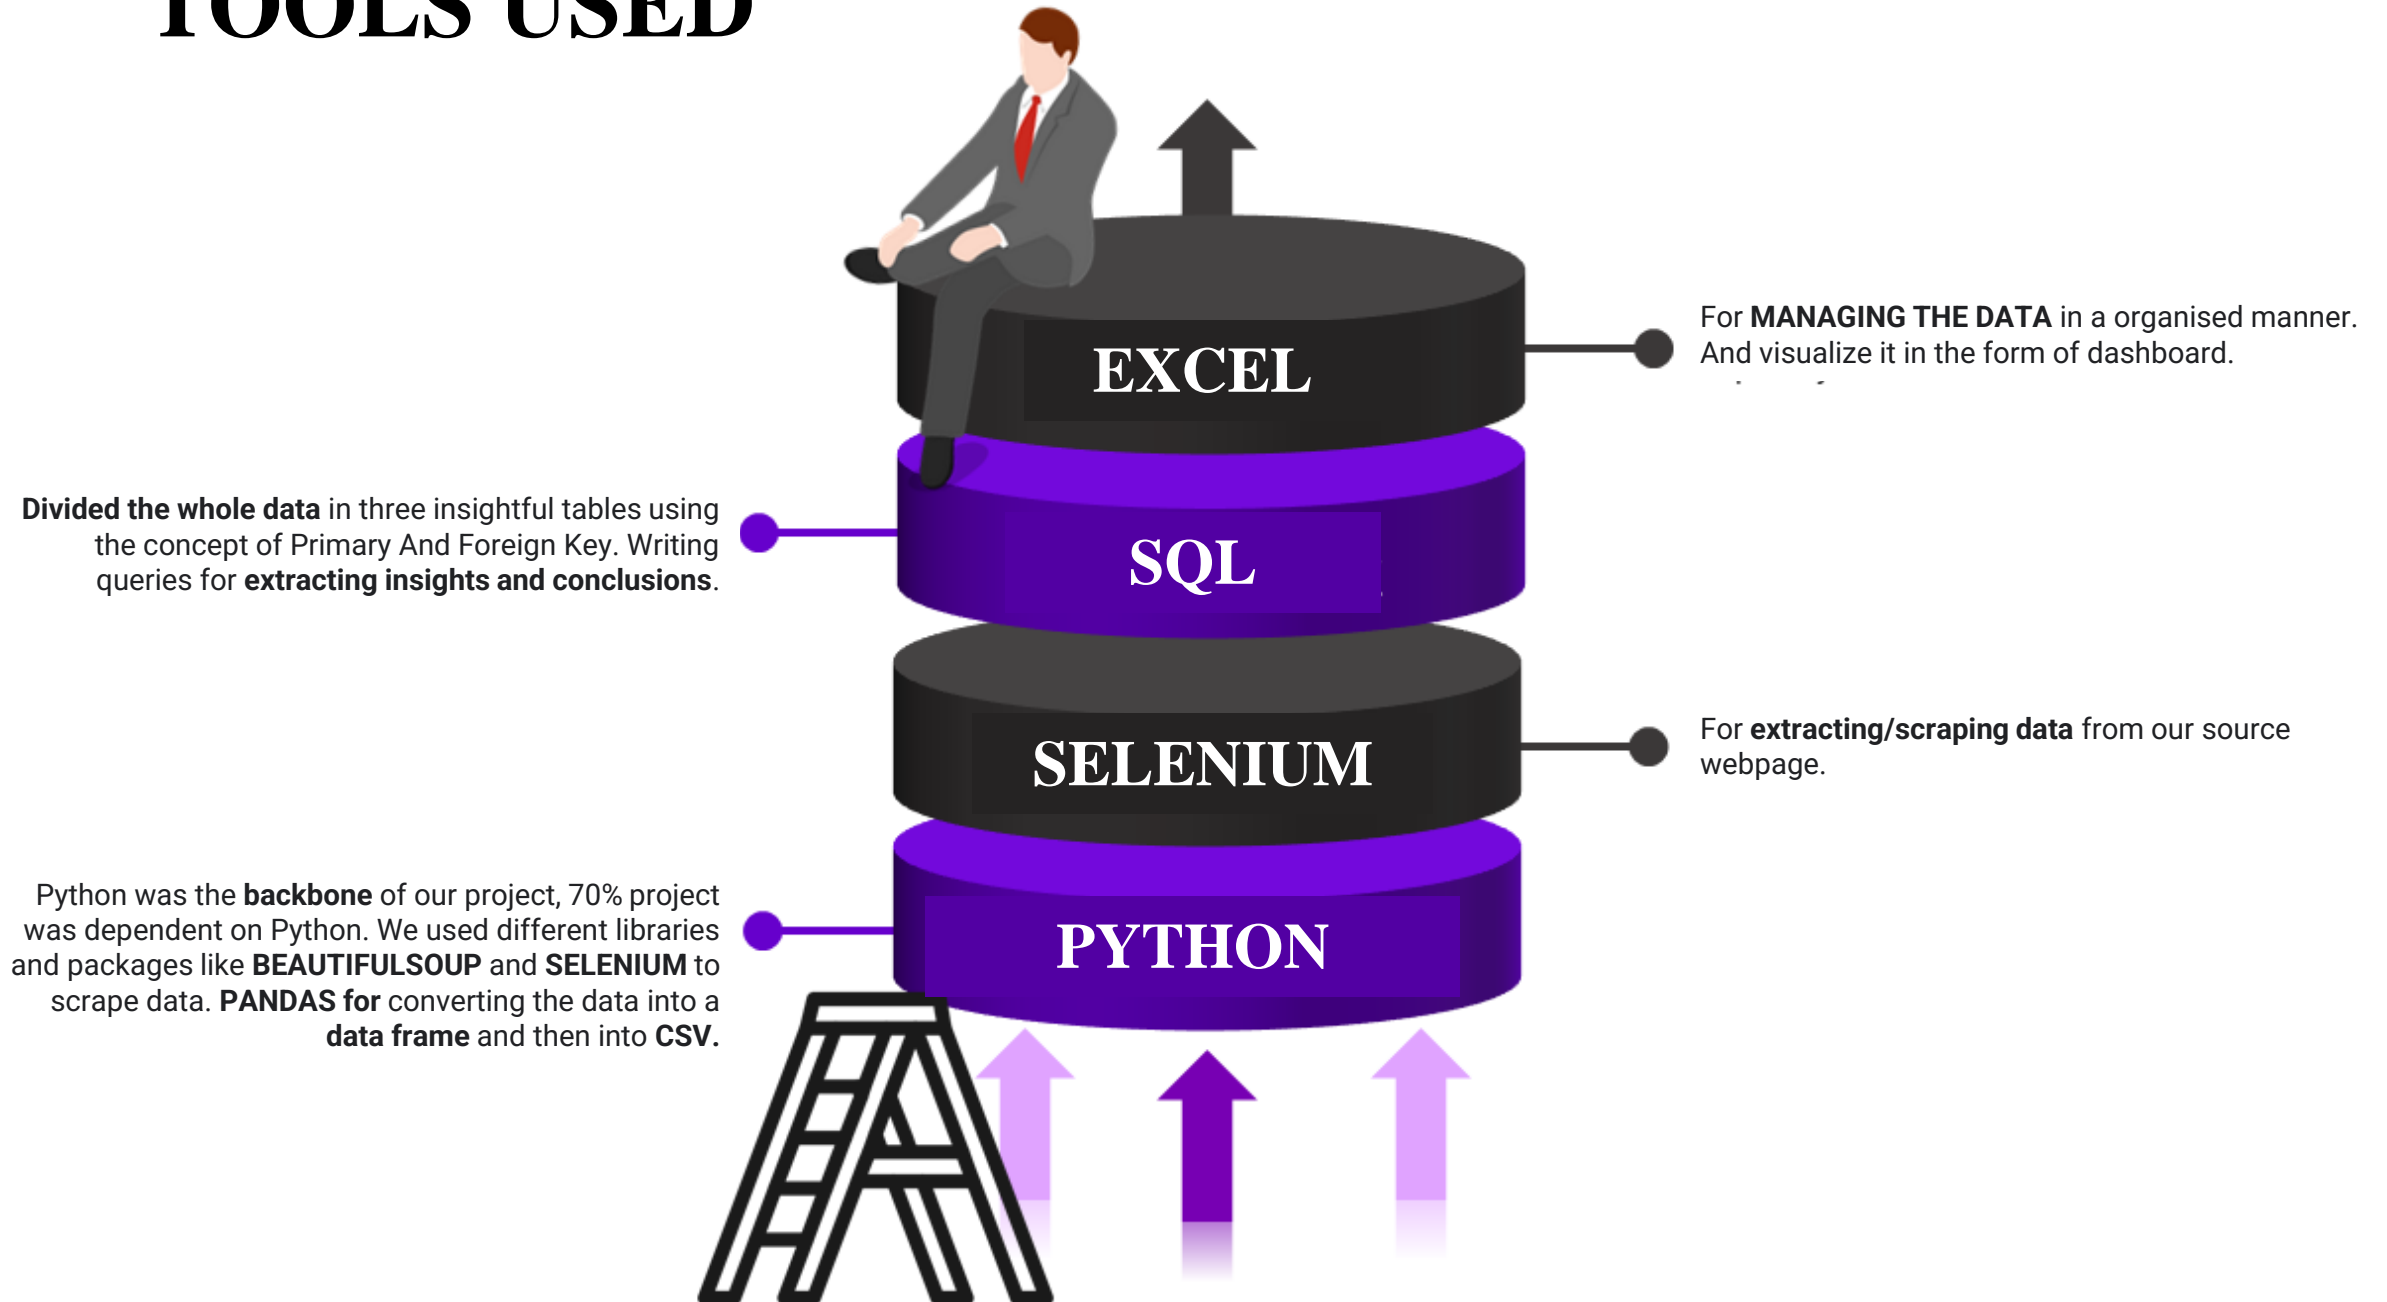 TOOLS USED
EXCEL
For MANAGING THE DATA in a organised manner.
And visualize it in the form of dashboard.
Divided the whole data in three insightful tables using
the concept of Primary And Foreign Key. Writing
queries for extracting insights and conclusions.
SQL
SELENIUM
For extracting/scraping data from our source
webpage.
Python was the backbone of our project, 70% project
was dependent on Python. We used different libraries
and packages like BEAUTIFULSOUP and SELENIUM to
scrape data. PANDAS for converting the data into a
data frame and then into CSV.
PYTHON